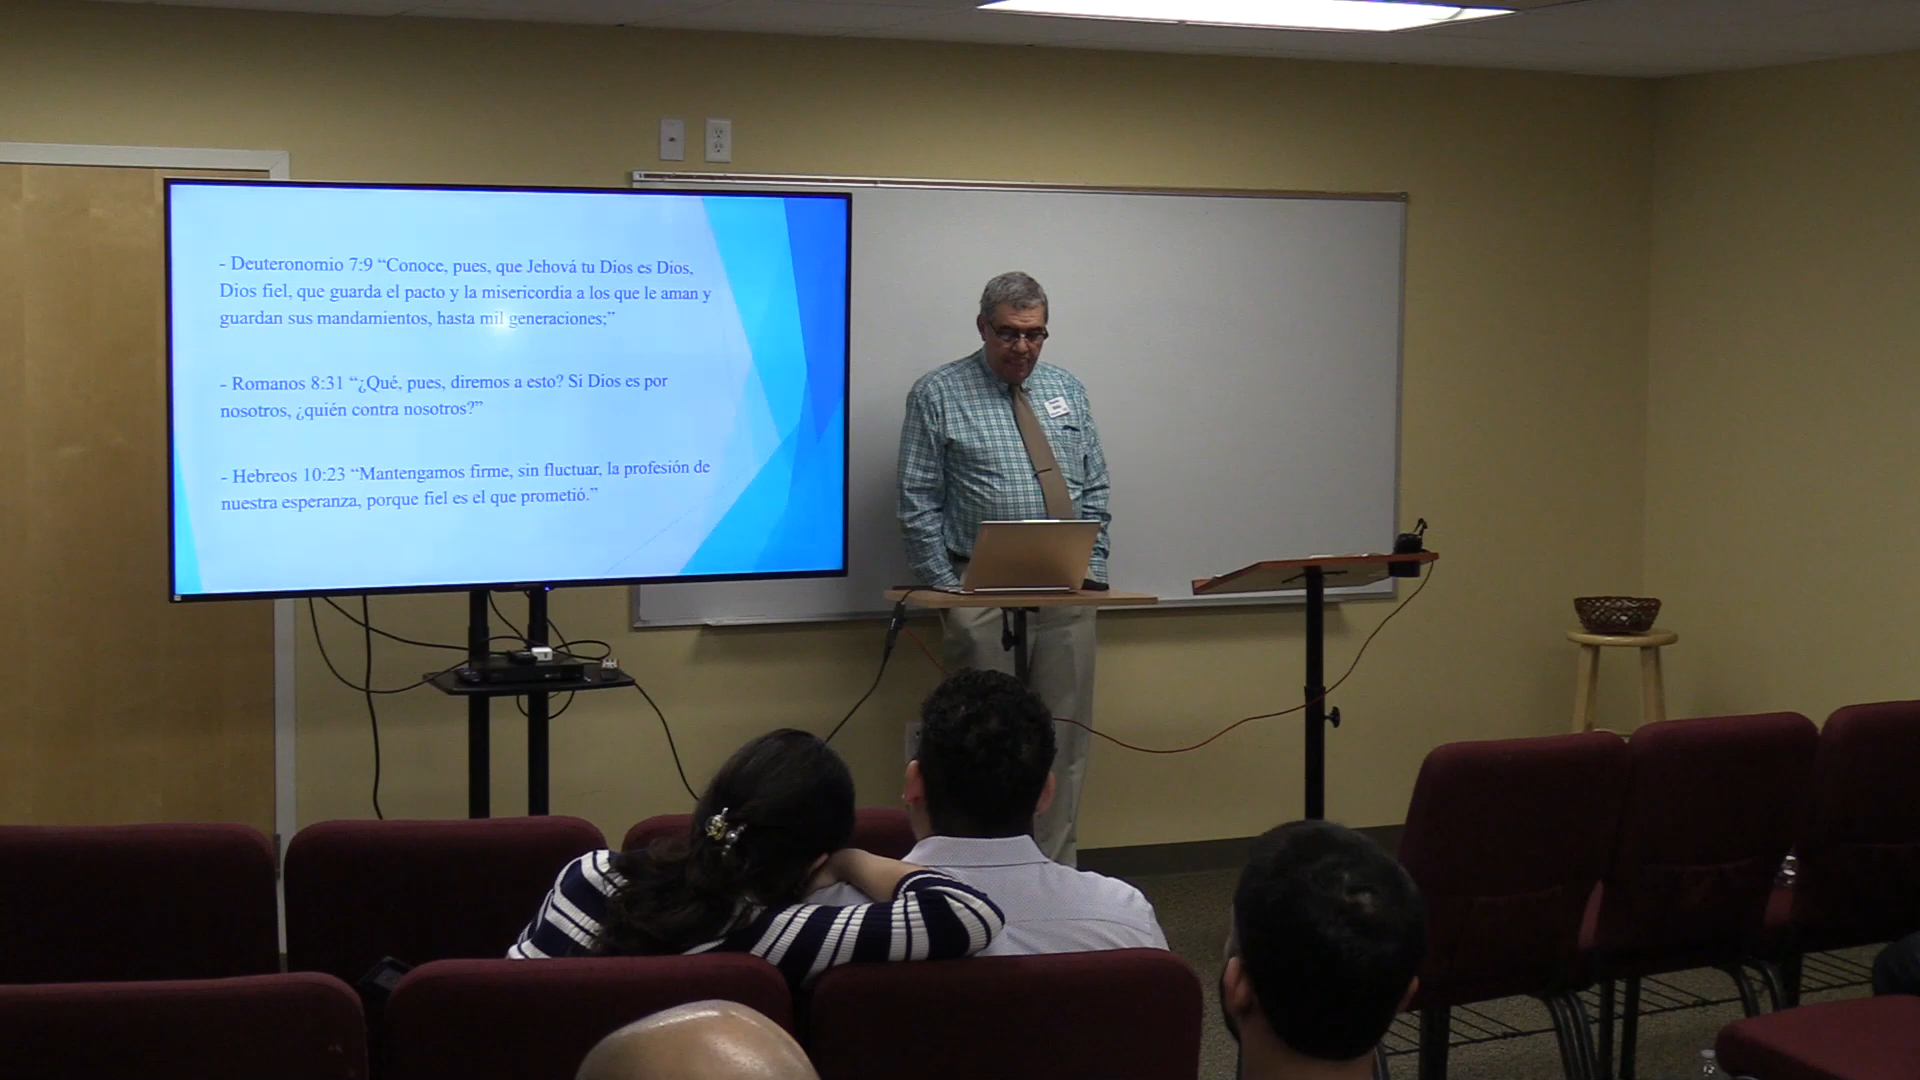 - Deuteronomio 7:9 “Conoce, pues, que Jehová tu Dios es Dios,
Dios fiel, que guarda el pacto y la misericordia a los que le aman y
guardan sus mandamientos, hasta mil generaciones;”
- Romanos 8:31 “¿Qué, pues, diremos a esto? Si Dios es por
nosotros, ¿quién contra nosotros?”
- Hebreos 10:23 “Mantengamos firme, sin fluctuar, la profesión de
nuestra esperanza, porque fiel es el que prometió.”